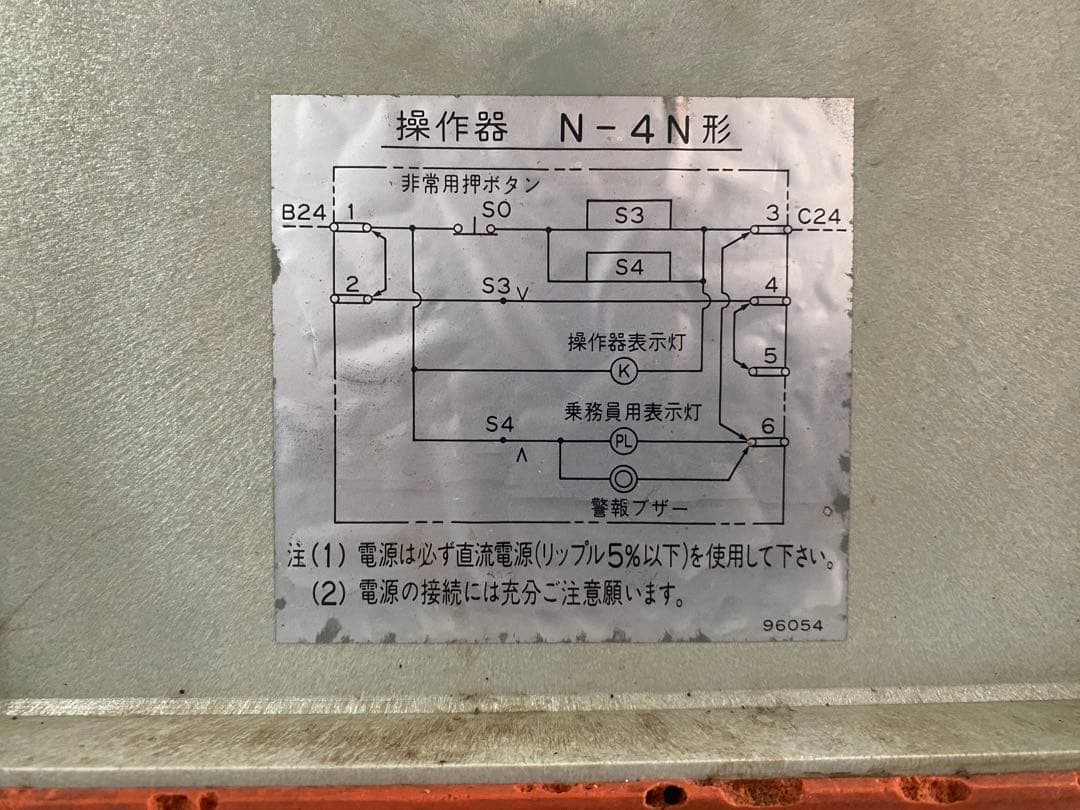 操作器 N-4N形
非常用押ボタン
B24 1 S0 S3 3 C24
S4
2 S3 4
操作器表示灯
K 5
乗務員用表示灯
S4 PL 6
警報ブザー
注(1) 電源は必ず直流電源(リップル5%以下)を使用して下さい。
(2) 電源の接続には充分ご注意願います。
96054